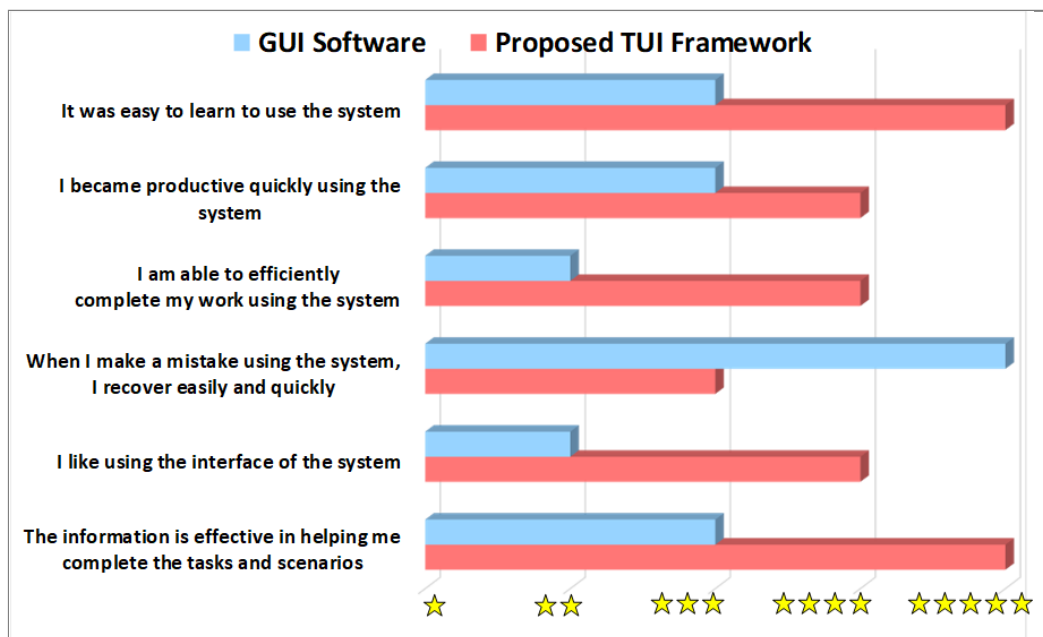 GUI Software Proposed TUI Framework
It was easy to learn to use the system
I became productive quickly using the
system
I am able to efficiently
complete my work using the system
When I make a mistake using the system,
I recover easily and quickly
I like using the interface of the system
The information is effective in helping me
complete the tasks and scenarios